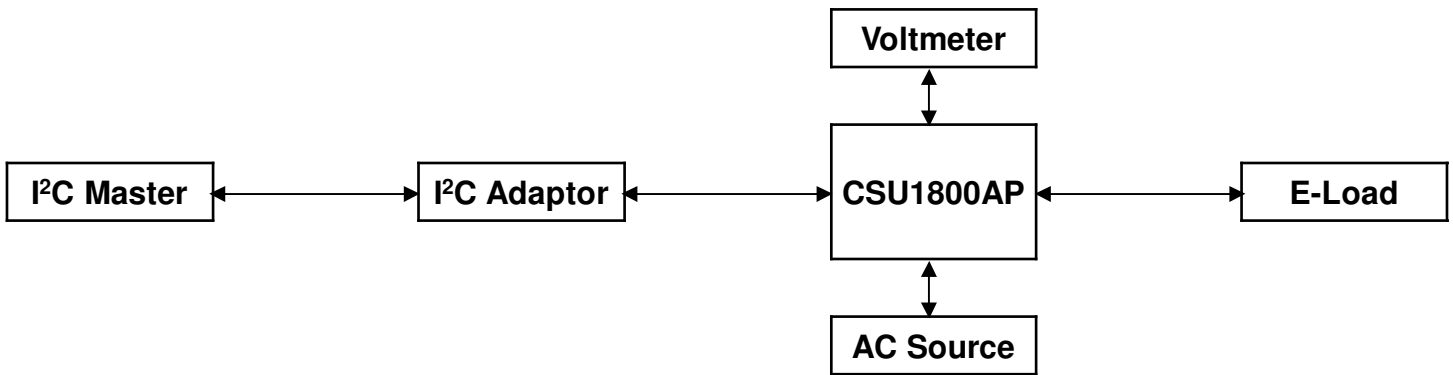 Voltmeter
I²C Master
I²C Adaptor
CSU1800AP
E-Load
AC Source